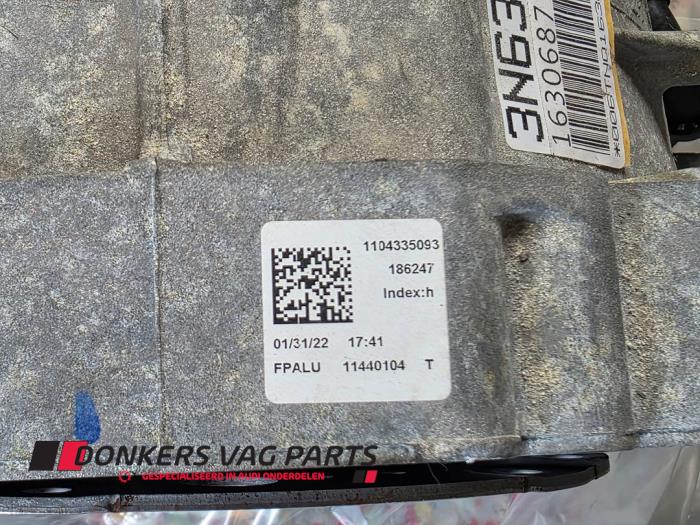 3N63
1630687
1104335093
186247
Index:h
01/31/22 17:41
FPALU 11440104 T
DONKERS VAG PARTS
GESPECIALISEERD IN AUDI ONDERDELEN